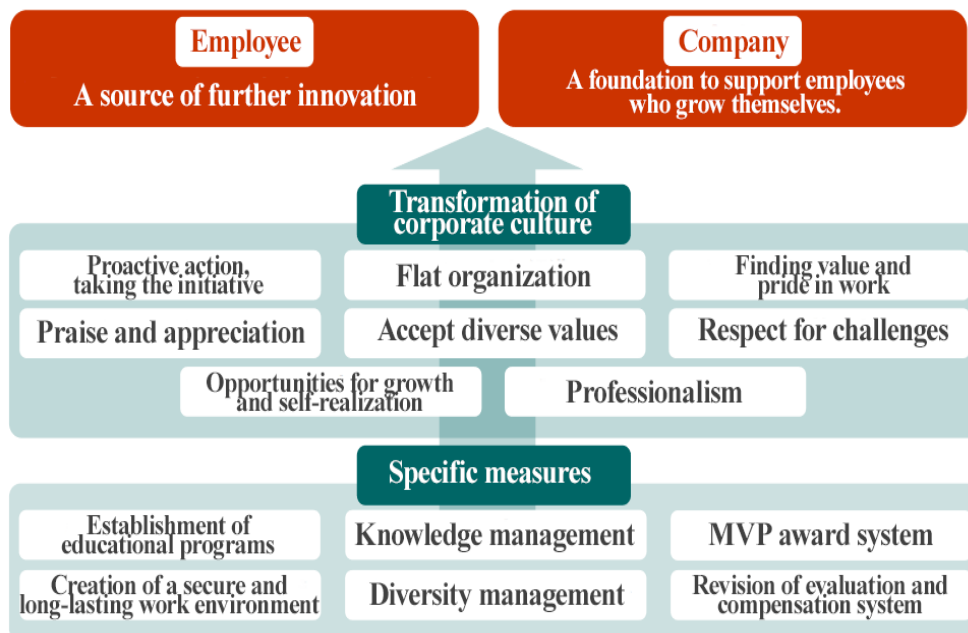 Employee
A source of further innovation
Company
A foundation to support employees
who grow themselves.
Transformation of
corporate culture
Proactive action,
taking the initiative
Flat organization
Finding value and
pride in work
Praise and appreciation
Accept diverse values
Respect for challenges
Opportunities for growth
and self-realization
Professionalism
Specific measures
Establishment of
educational programs
Knowledge management
MVP award system
Creation of a secure and
long-lasting work environment
Diversity management
Revision of evaluation and
compensation system